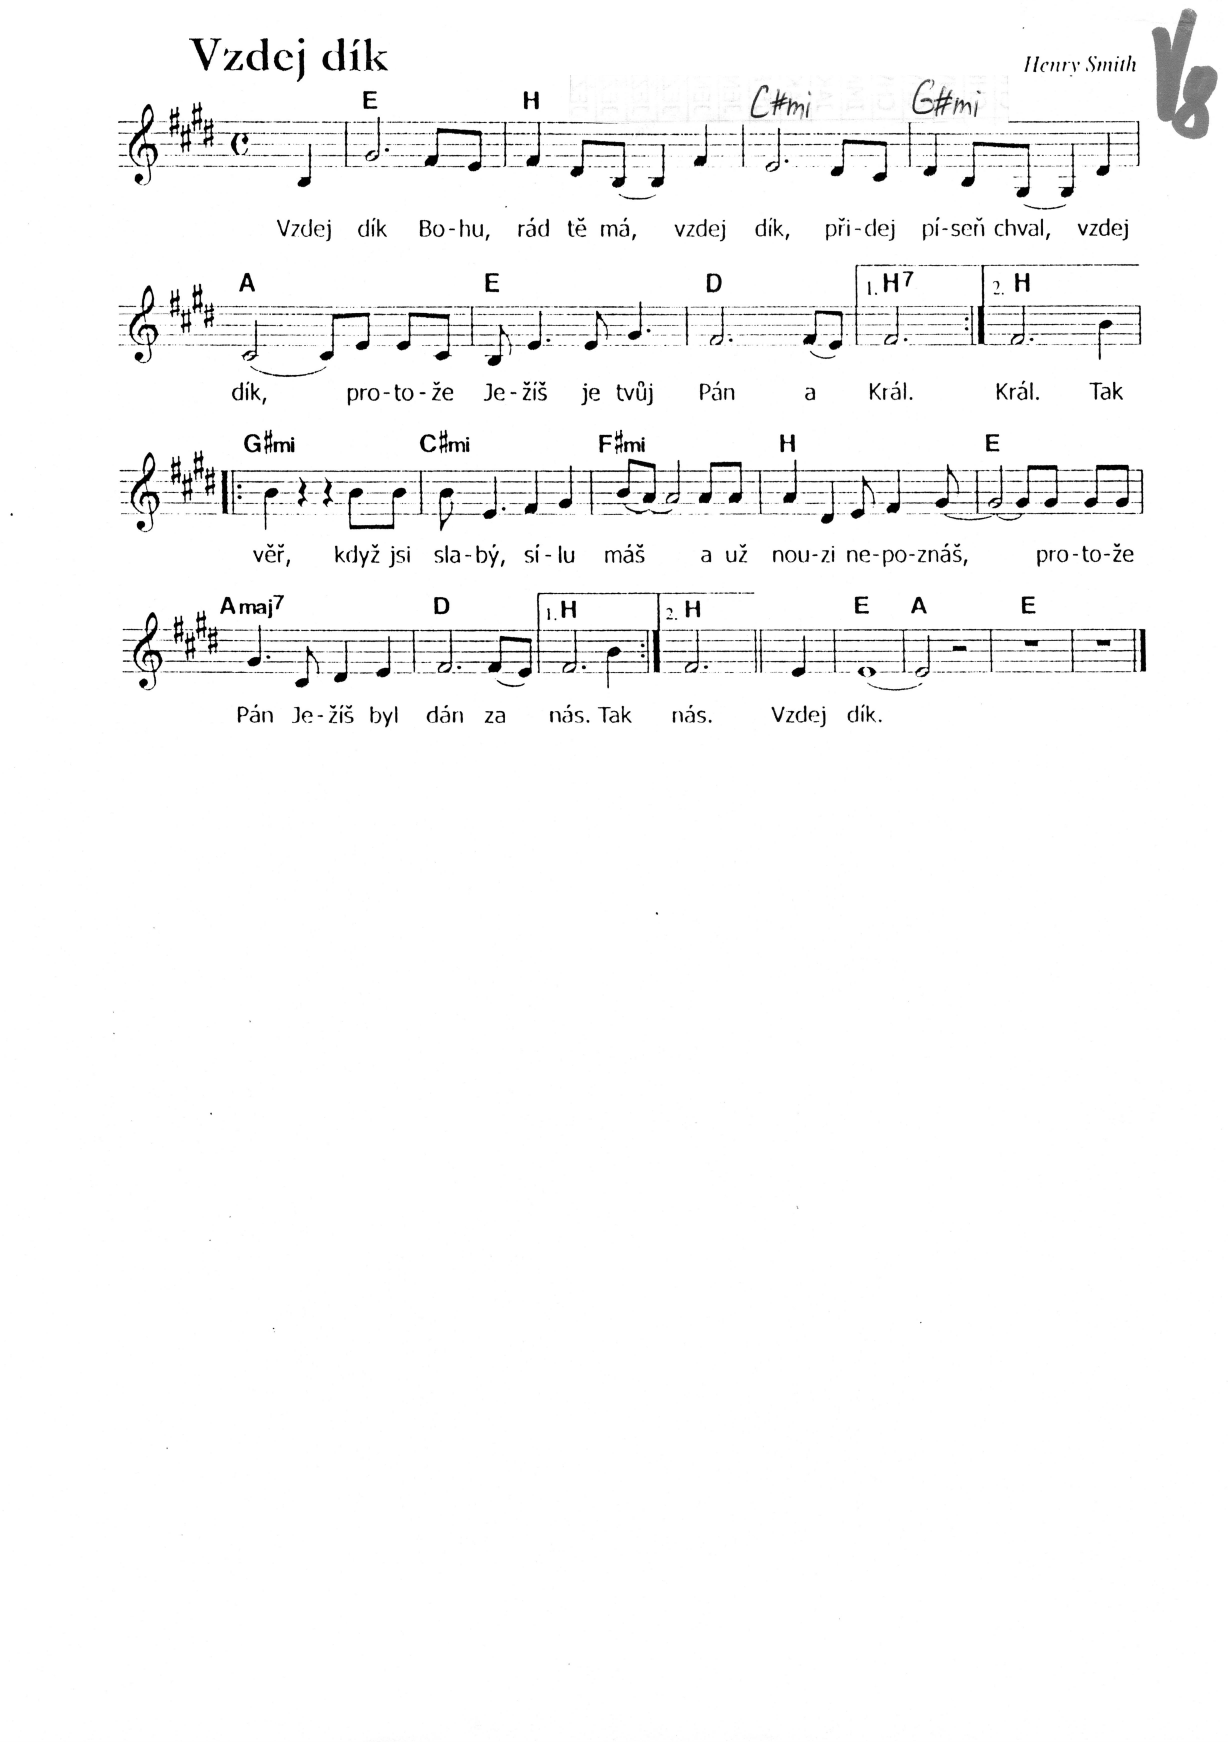 Vzdej dík
Henry Smith
V8
E H C#mi G#mi
Vzdej dík Bo-hu, rád tě má, vzdej dík, při-dej pí-seň chval, vzdej
A E D 1. H7 2. H
dík, pro-to-že Je-žíš je tvůj Pán a Král. Král. Tak
G#mi C#mi F#mi H E
věř, když jsi sla-bý, sí-lu máš a už nou-zi ne-po-znáš, pro-to-že
Amaj7 D 1. H 2. H E A E
Pán Je-žíš byl dán za nás. Tak nás. Vzdej dík.